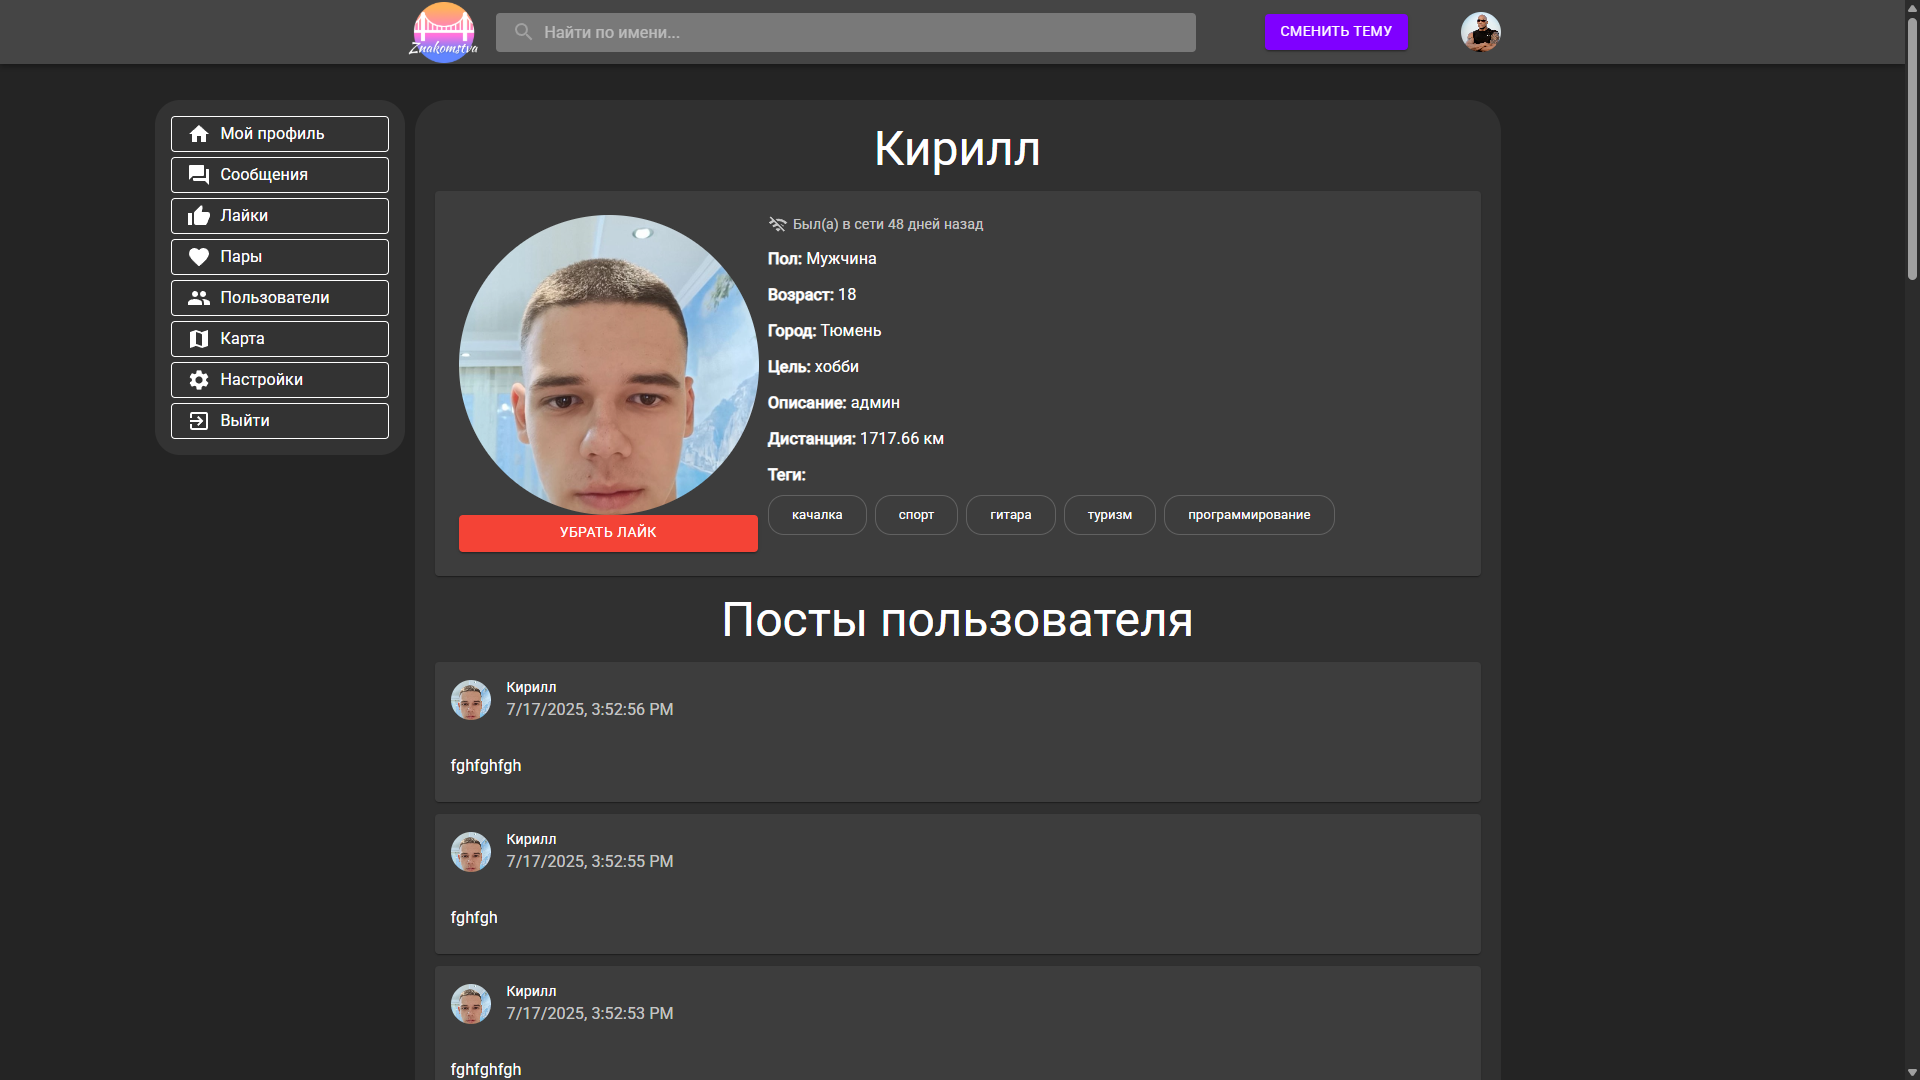 Znakomstva
Найти по имени...
СМЕНИТЬ ТЕМУ
Мой профиль
Сообщения
Лайки
Пары
Пользователи
Карта
Настройки
Выйти
Кирилл
Был(а) в сети 48 дней назад
Пол: Мужчина
Возраст: 18
Город: Тюмень
Цель: хобби
Описание: админ
Дистанция: 1717.66 км
Теги:
качалка спорт гитара туризм программирование
УБРАТЬ ЛАЙК
Посты пользователя
Кирилл
7/17/2025, 3:52:56 PM
fghfghfgh
Кирилл
7/17/2025, 3:52:55 PM
fghfgh
Кирилл
7/17/2025, 3:52:53 PM
fghfghfgh